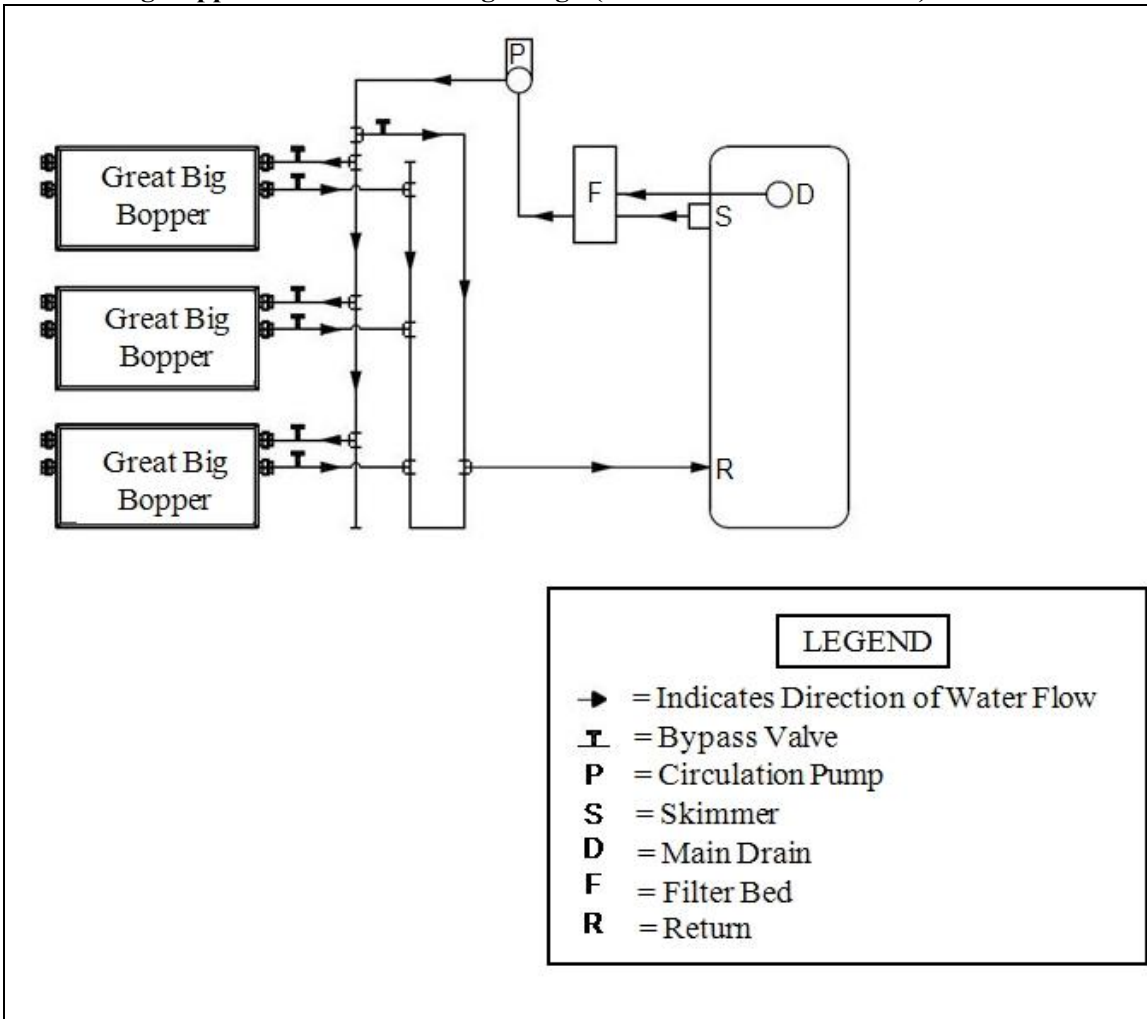 P
Great Big
Bopper
F
D
S
Great Big
Bopper
Great Big
Bopper
R
LEGEND
= Indicates Direction of Water Flow
= Bypass Valve
P = Circulation Pump
S = Skimmer
D = Main Drain
F = Filter Bed
R = Return